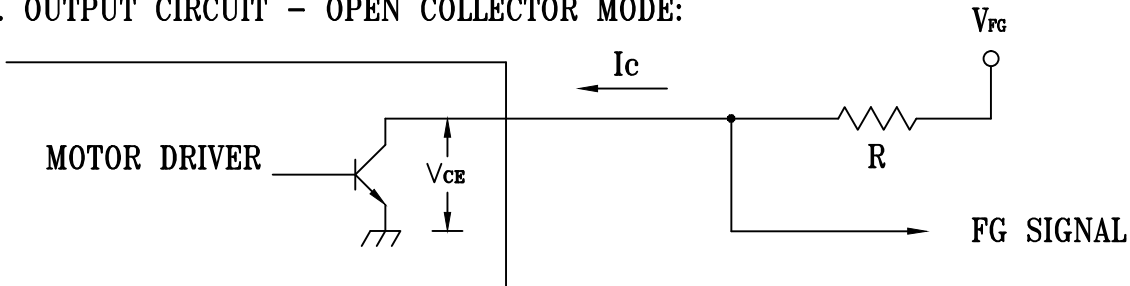 . OUTPUT CIRCUIT – OPEN COLLECTOR MODE:
VFG
Ic
MOTOR DRIVER
VCE
R
FG SIGNAL